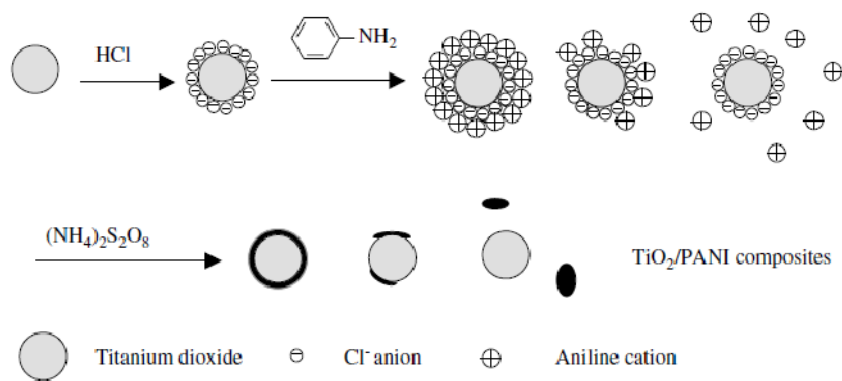 HCl
NH₂
(NH₄)₂S₂O₈
TiO₂/PANI composites
Titanium dioxide
Cl⁻ anion
Aniline cation